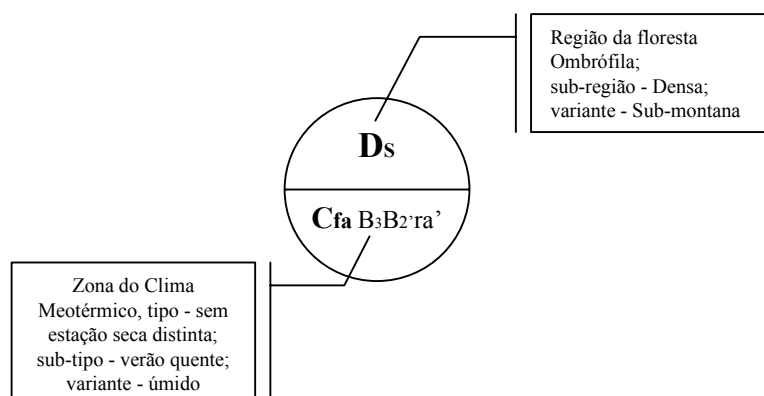 Região da floresta
Ombrófila;
sub-região - Densa;
variante - Sub-montana
Ds
Cfa B3B2'ra'
Zona do Clima
Meotérmico, tipo - sem
estação seca distinta;
sub-tipo - verão quente;
variante - úmido